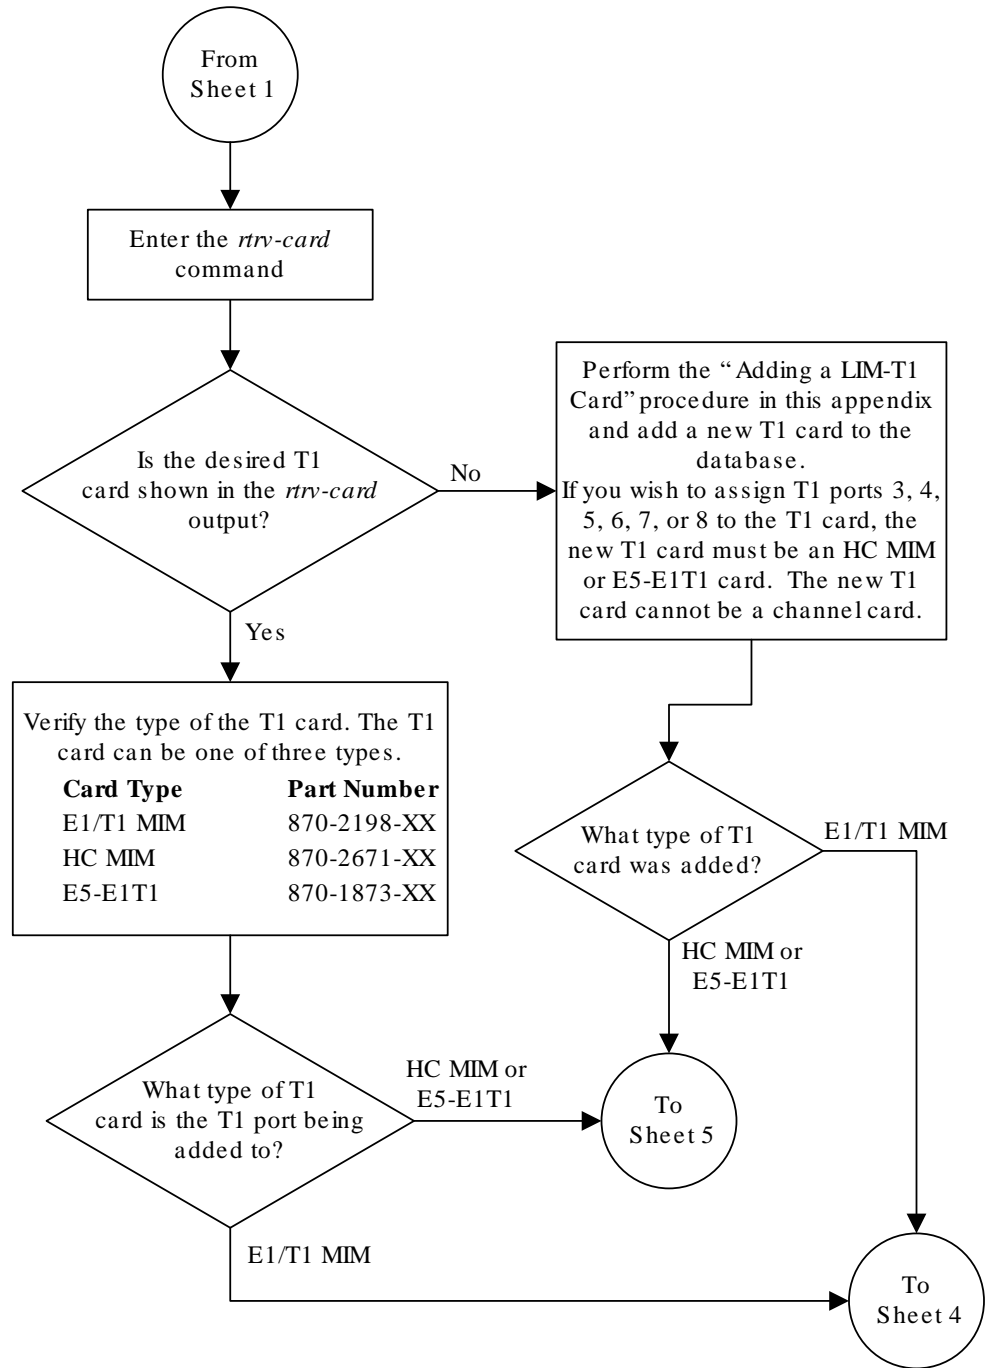 From
Sheet 1
Enter the rtrv-card
command
Is the desired T1
card shown in the rtrv-card
output?
No
Yes
Perform the “Adding a LIM-T1
Card” procedure in this appendix
and add a new T1 card to the
database.
If you wish to assign T1 ports 3, 4,
5, 6, 7, or 8 to the T1 card, the
new T1 card must be an HC MIM
or E5-E1T1 card. The new T1
card cannot be a channel card.
Verify the type of the T1 card. The T1
card can be one of three types.
Card Type Part Number
E1/T1 MIM 870-2198-XX
HC MIM 870-2671-XX
E5-E1T1 870-1873-XX
What type of T1
card was added?
E1/T1 MIM
HC MIM or
E5-E1T1
What type of T1
card is the T1 port being
added to?
HC MIM or
E5-E1T1
To
Sheet 5
E1/T1 MIM
To
Sheet 4